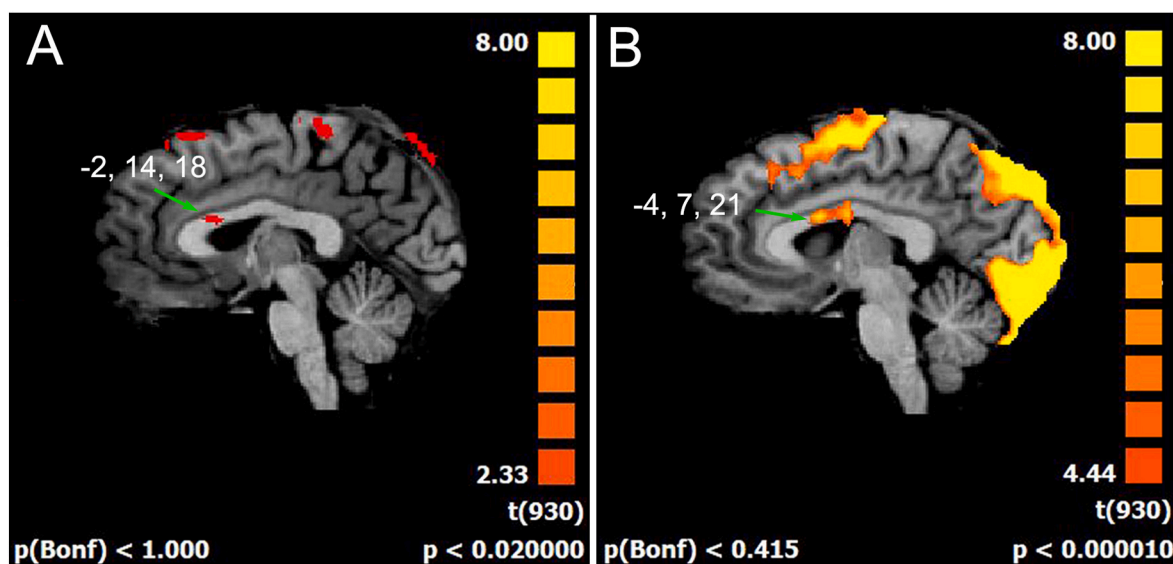 A
8.00
-2, 14, 18
2.33
t(930)
p(Bonf) < 1.000
p < 0.020000
B
8.00
-4, 7, 21
4.44
t(930)
p(Bonf) < 0.415
p < 0.000010